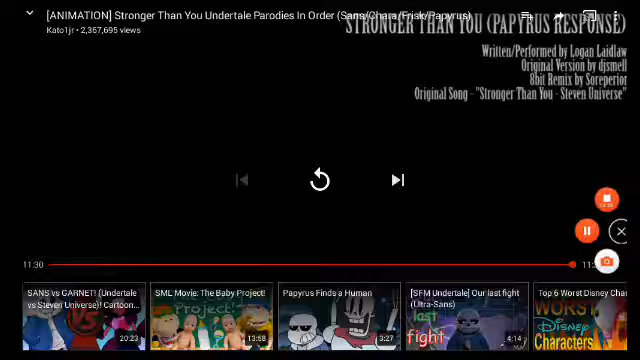 [ANIMATION] Stronger Than You Undertale Parodies In Order (Sans/Chara/Frisk/Papyrus)
Kato1jr • 2,367,695 views
STRONGER THAN YOU (PAPYRUS RESPONSE)
Written/Performed by Logan Laidlaw
Original Version by djsmell
8bit Remix by Soreperior
Original Song - "Stronger Than You - Steven Universe"
11:30
SANS vs GARNET! (Undertale
vs Steven Universe)! Cartoon...
20:23
SML Movie: The Baby Project!
Project!
13:58
Papyrus Finds a Human
3:27
[SFM Undertale] Our last fight
(Ultra-Sans)
last
fight
4:14
Top 6 Worst Disney Char
WORST
Disney
Characters